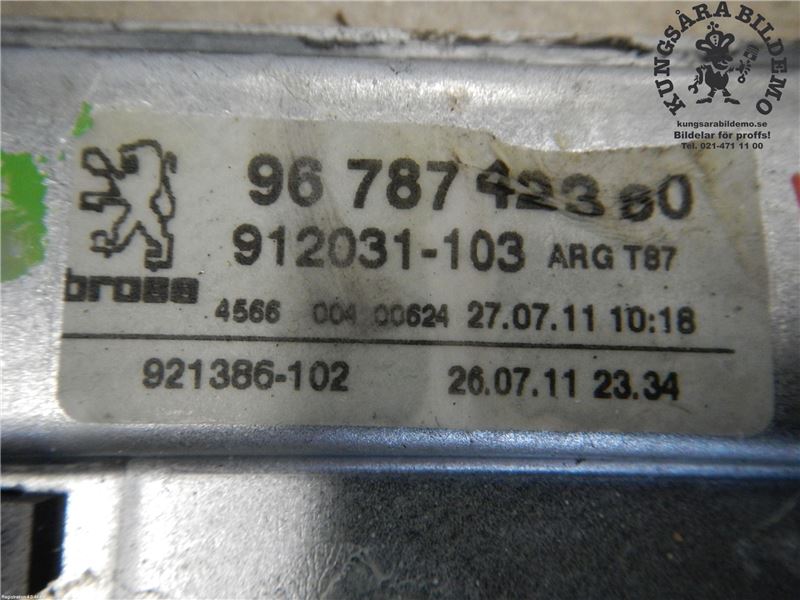 KUNGSÅRA BILDEMO
kungsarabildemo.se
Bildelar för proffs!
Tel. 021-471 11 00
96 787 423 80
912031-103 ARG T87
brose
4566 004 00624 27.07.11 10:18
921386-102 26.07.11 23.34